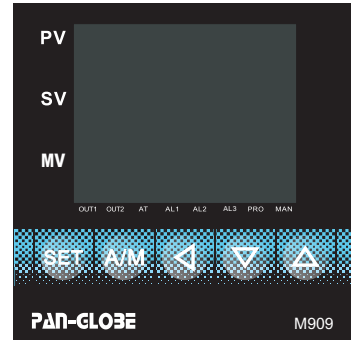 PV
SV
MV
OUT1 OUT2 AT AL1 AL2 AL3 PRO MAN
SET A/M
PAN-GLOBE M909